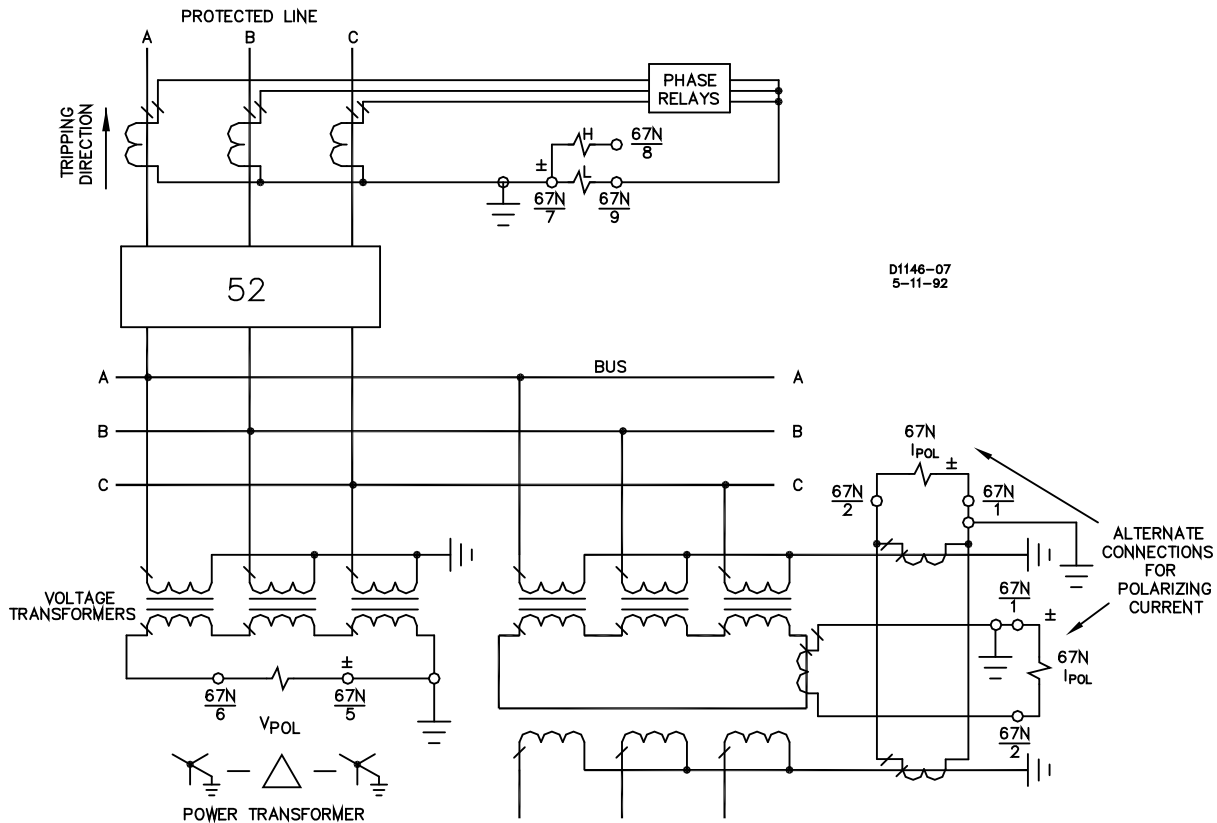 PROTECTED LINE
A B C
PHASE
RELAYS
TRIPPING
DIRECTION
H
67N
8
±
L
67N
7
67N
9
52
D1146-07
5-11-92
BUS
A A
B B
C C
67N
IPOL
±
67N
2
67N
1
ALTERNATE
CONNECTIONS
FOR
POLARIZING
CURRENT
VOLTAGE
TRANSFORMERS
67N
1
±
67N
IPOL
67N
2
±
67N
6
67N
5
VPOL
POWER TRANSFORMER